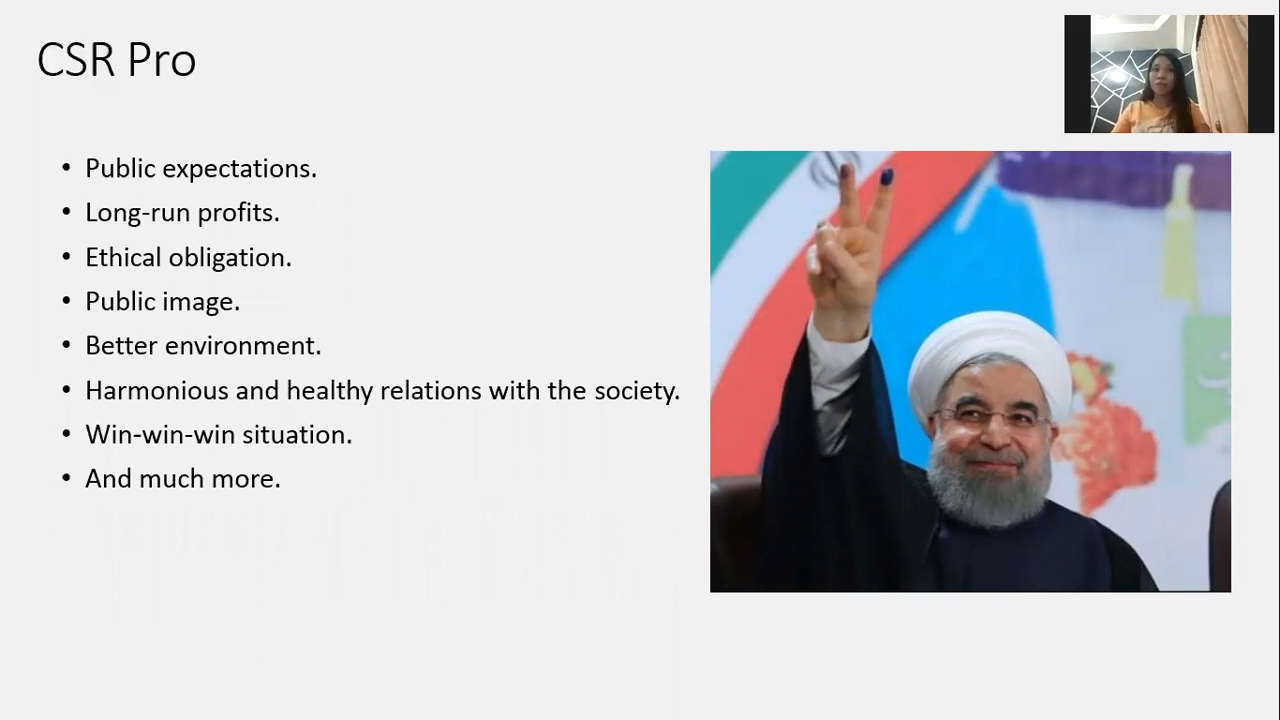 CSR Pro
• Public expectations.
• Long-run profits.
• Ethical obligation.
• Public image.
• Better environment.
• Harmonious and healthy relations with the society.
• Win-win-win situation.
• And much more.